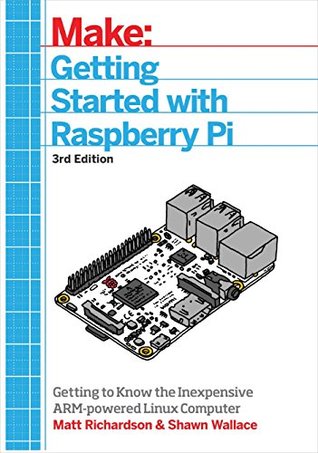 Make:
Getting
Started with
Raspberry Pi
3rd Edition
Getting to Know the Inexpensive
ARM-powered Linux Computer
Matt Richardson & Shawn Wallace